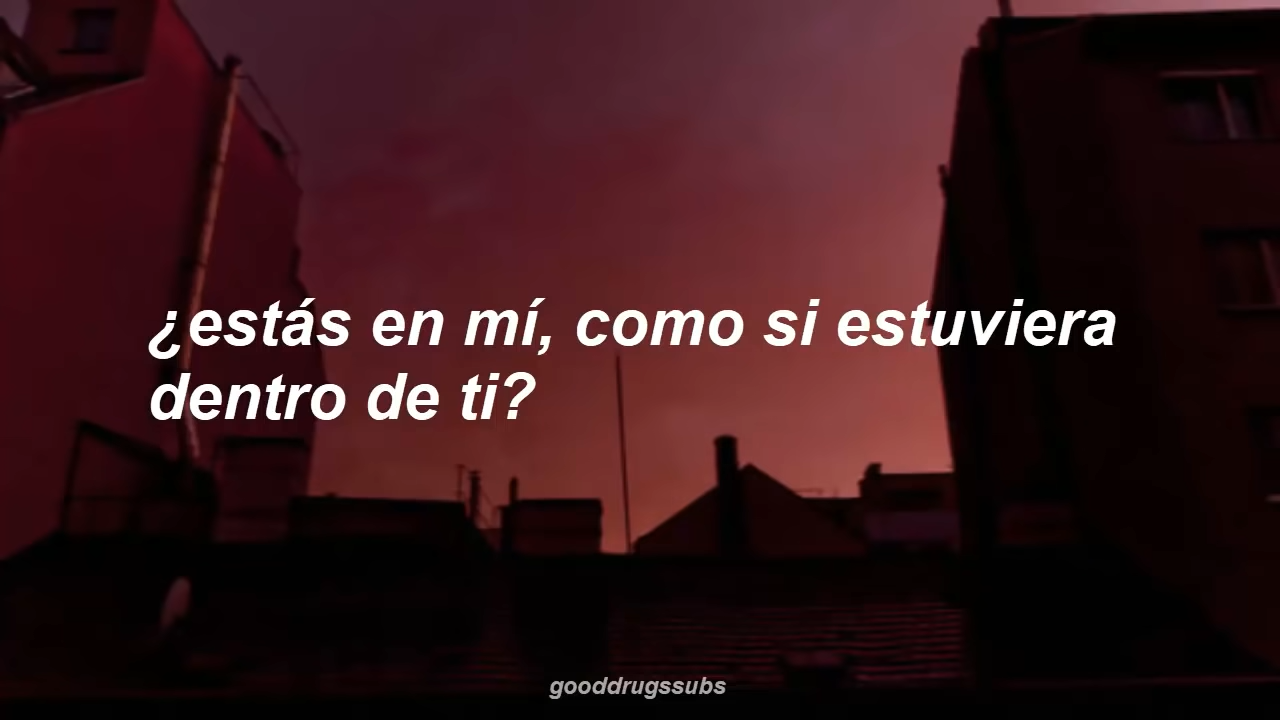 ¿estás en mí, como si estuviera
dentro de ti?
gooddrugssubs